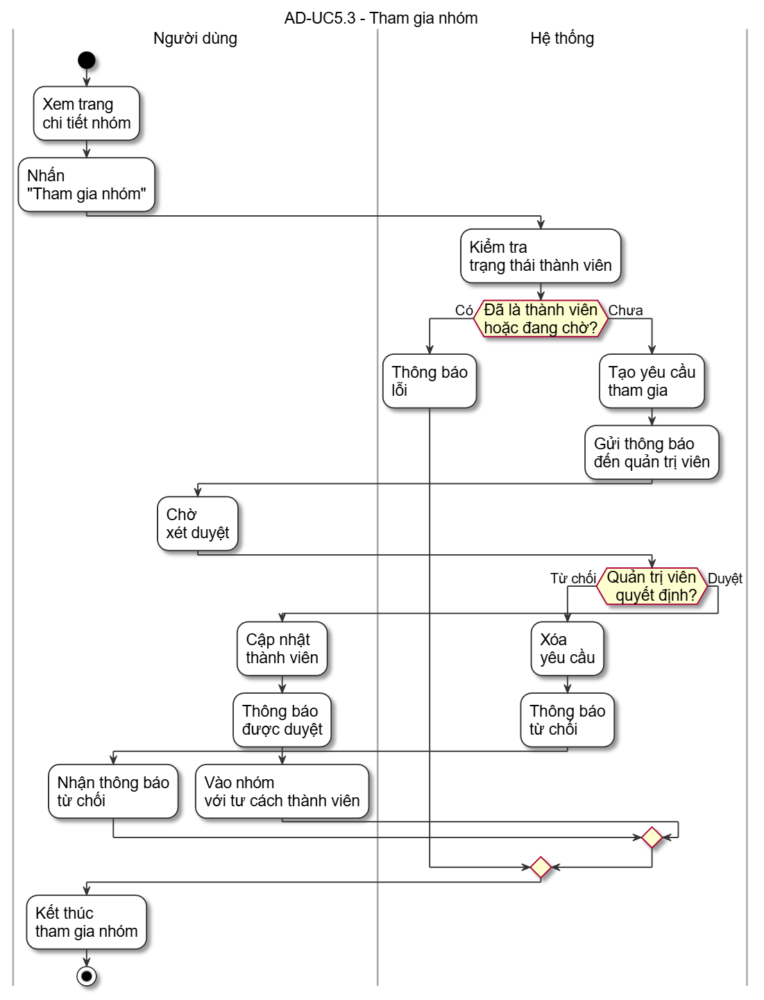 AD-UC5.3 - Tham gia nhóm
Người dùng
Hệ thống
Xem trang
chi tiết nhóm
Nhấn
"Tham gia nhóm"
Kiểm tra
trạng thái thành viên
Có
Đã là thành viên
hoặc đang chờ?
Chưa
Thông báo
lỗi
Tạo yêu cầu
tham gia
Gửi thông báo
đến quản trị viên
Chờ
xét duyệt
Từ chối
Quản trị viên
quyết định?
Duyệt
Cập nhật
thành viên
Xóa
yêu cầu
Thông báo
được duyệt
Thông báo
từ chối
Nhận thông báo
từ chối
Vào nhóm
với tư cách thành viên
Kết thúc
tham gia nhóm